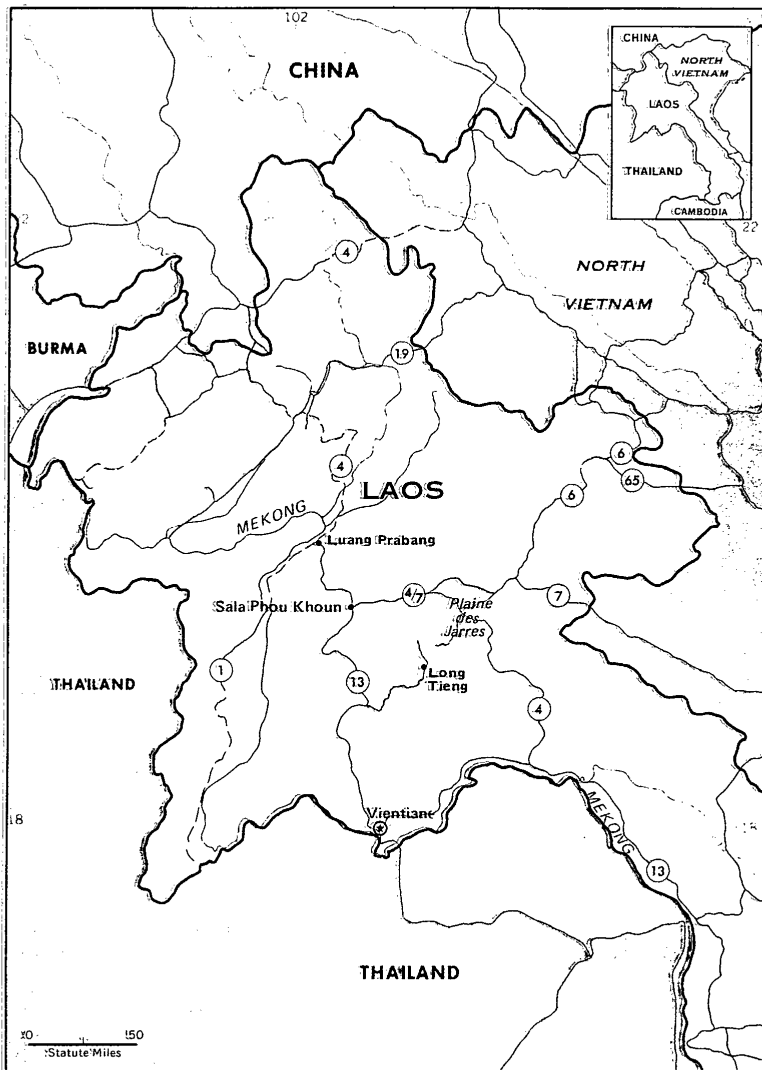 102
CHINA
CHINA
NORTH
VIETNAM
LAOS
THAILAND
CAMBODIA
22
4
NORTH
VIETNAM
BURMA
19
4
LAOS
6
65
6
MEKONG
Luang Prabang
Sala Phou Khoun
4/7
Plaine
des
Jarres
7
THAILAND
1
13
Long
Tieng
4
18
Vientiane
MEKONG
18
13
THAILAND
0
50
Statute Miles